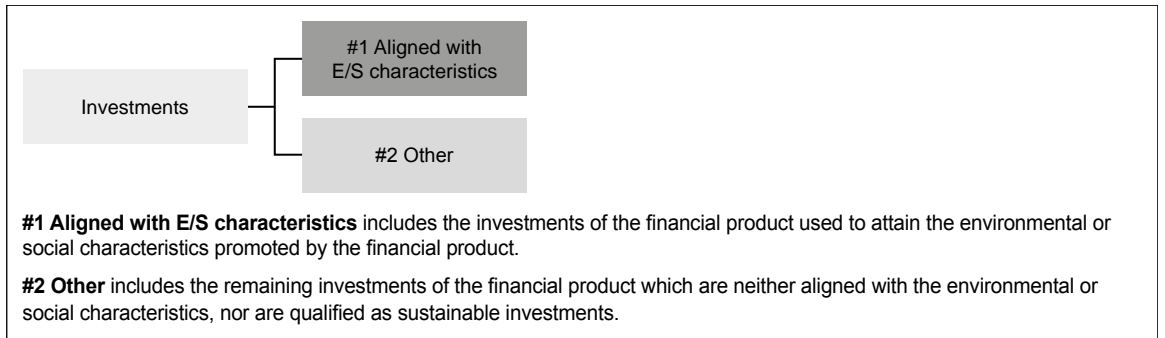 #1 Aligned with
E/S characteristics
Investments
#2 Other
#1 Aligned with E/S characteristics includes the investments of the financial product used to attain the environmental or
social characteristics promoted by the financial product.
#2 Other includes the remaining investments of the financial product which are neither aligned with the environmental or
social characteristics, nor are qualified as sustainable investments.